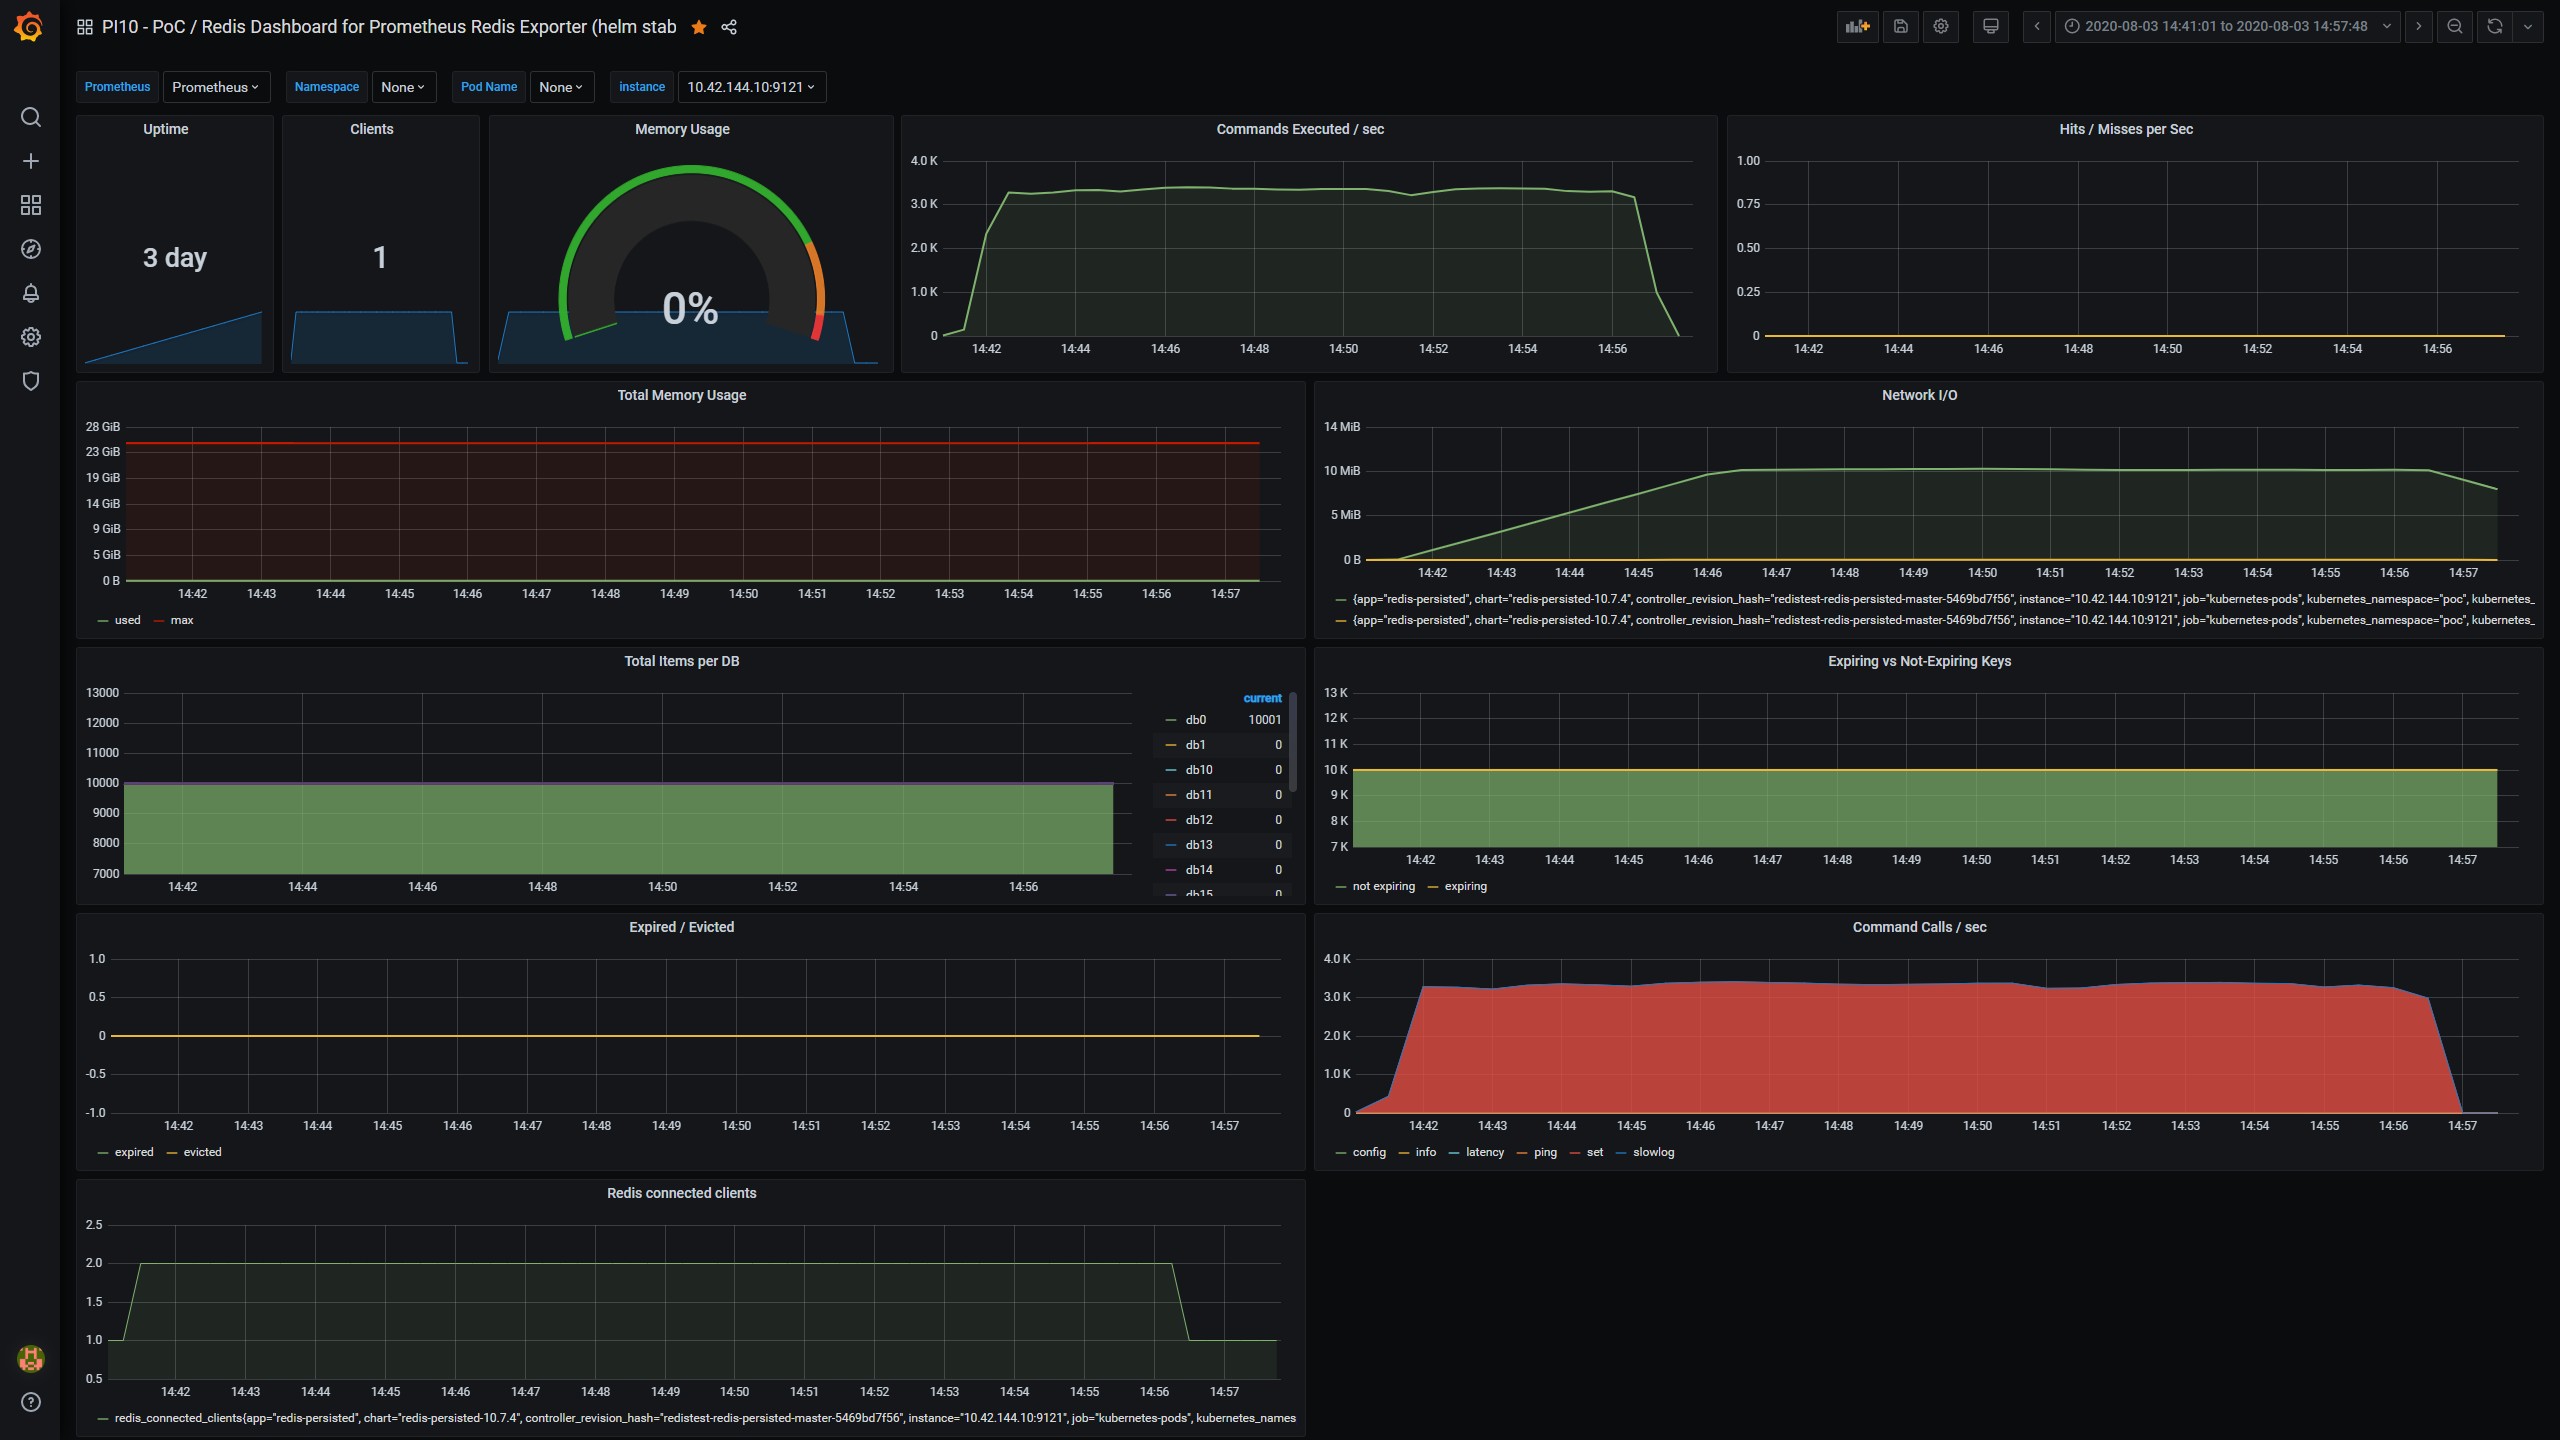 PI10 - PoC / Redis Dashboard for Prometheus Redis Exporter (helm stab
2020-08-03 14:41:01 to 2020-08-03 14:57:48
Prometheus Prometheus Namespace None Pod Name None instance 10.42.144.10:9121
Uptime
3 day
Clients
1
Memory Usage
0%
Commands Executed / sec
4.0 K
3.0 K
2.0 K
1.0 K
0
14:42 14:44 14:46 14:48 14:50 14:52 14:54 14:56
Hits / Misses per Sec
1.00
0.75
0.50
0.25
0
14:42 14:44 14:46 14:48 14:50 14:52 14:54 14:56
Total Memory Usage
28 GiB
23 GiB
19 GiB
14 GiB
9 GiB
5 GiB
0 B
14:42 14:43 14:44 14:45 14:46 14:47 14:48 14:49 14:50 14:51 14:52 14:53 14:54 14:55 14:56 14:57
used max
Network I/O
14 MiB
10 MiB
5 MiB
0 B
14:42 14:43 14:44 14:45 14:46 14:47 14:48 14:49 14:50 14:51 14:52 14:53 14:54 14:55 14:56 14:57
{app="redis-persisted", chart="redis-persisted-10.7.4", controller_revision_hash="redistest-redis-persisted-master-5469bd7f56", instance="10.42.144.10:9121", job="kubernetes-pods", kubernetes_namespace="poc", kubernetes_
{app="redis-persisted", chart="redis-persisted-10.7.4", controller_revision_hash="redistest-redis-persisted-master-5469bd7f56", instance="10.42.144.10:9121", job="kubernetes-pods", kubernetes_namespace="poc", kubernetes_
Total Items per DB
13000
12000
11000
10000
9000
8000
7000
14:42 14:44 14:46 14:48 14:50 14:52 14:54 14:56
current
db0 10001
db1 0
db10 0
db11 0
db12 0
db13 0
db14 0
db15 0
Expiring vs Not-Expiring Keys
13 K
12 K
11 K
10 K
9 K
8 K
7 K
14:42 14:43 14:44 14:45 14:46 14:47 14:48 14:49 14:50 14:51 14:52 14:53 14:54 14:55 14:56 14:57
not expiring expiring
Expired / Evicted
1.0
0.5
0
-0.5
-1.0
14:42 14:43 14:44 14:45 14:46 14:47 14:48 14:49 14:50 14:51 14:52 14:53 14:54 14:55 14:56 14:57
expired evicted
Command Calls / sec
4.0 K
3.0 K
2.0 K
1.0 K
0
14:42 14:43 14:44 14:45 14:46 14:47 14:48 14:49 14:50 14:51 14:52 14:53 14:54 14:55 14:56 14:57
config info latency ping set slowlog
Redis connected clients
2.5
2.0
1.5
1.0
0.5
14:42 14:43 14:44 14:45 14:46 14:47 14:48 14:49 14:50 14:51 14:52 14:53 14:54 14:55 14:56 14:57
redis_connected_clients{app="redis-persisted", chart="redis-persisted-10.7.4", controller_revision_hash="redistest-redis-persisted-master-5469bd7f56", instance="10.42.144.10:9121", job="kubernetes-pods", kubernetes_names